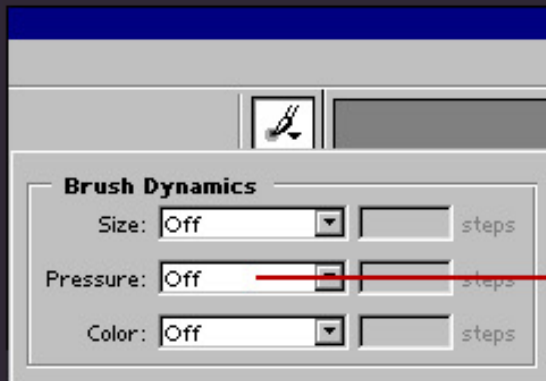 Brush Dynamics
Size: Off steps
Pressure: Off steps
Color: Off steps